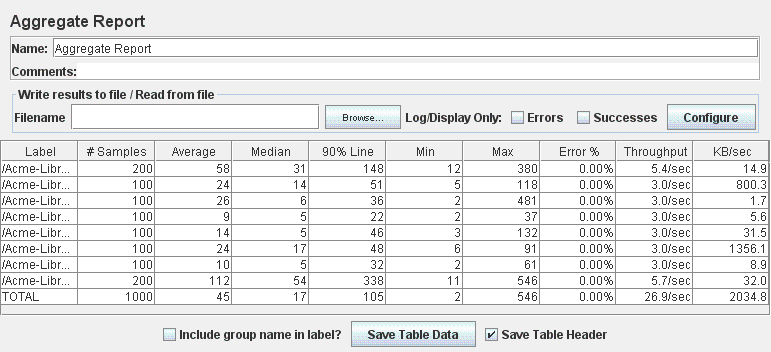 Aggregate Report
Name: Aggregate Report
Comments:
Write results to file / Read from file
Filename Browse... Log/Display Only: Errors Successes Configure
Label # Samples Average Median 90% Line Min Max Error % Throughput KB/sec
/Acme-Libr... 200 58 31 148 12 380 0.00% 5.4/sec 14.9
/Acme-Libr... 100 24 14 51 5 118 0.00% 3.0/sec 800.3
/Acme-Libr... 100 26 6 36 2 481 0.00% 3.0/sec 1.7
/Acme-Libr... 100 9 5 22 2 37 0.00% 3.0/sec 5.6
/Acme-Libr... 100 14 5 46 3 132 0.00% 3.0/sec 31.5
/Acme-Libr... 100 24 17 48 6 91 0.00% 3.0/sec 1356.1
/Acme-Libr... 100 10 5 32 2 61 0.00% 3.0/sec 8.9
/Acme-Libr... 200 112 54 338 11 546 0.00% 5.7/sec 32.0
TOTAL 1000 45 17 105 2 546 0.00% 26.9/sec 2034.8
Include group name in label? Save Table Data Save Table Header